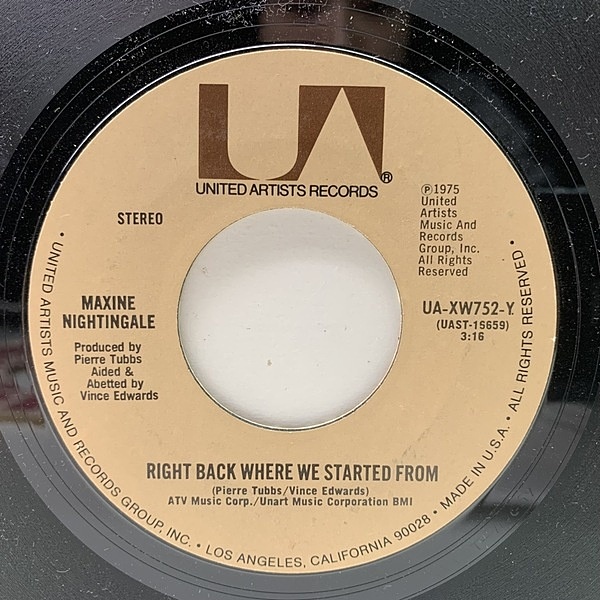 UA®
UNITED ARTISTS RECORDS
STEREO
℗1975
United
Artists
Music And
Records
Group, Inc.
All Rights
Reserved
MAXINE
NIGHTINGALE
Produced by
Pierre Tubbs
Aided &
Abetted by
Vince Edwards
UA-XW752-Y
(UAST-19659)
3:16
RIGHT BACK WHERE WE STARTED FROM
(Pierre Tubbs/Vince Edwards)
ATV Music Corp./Unart Music Corporation BMI
• UNITED ARTISTS MUSIC AND RECORDS GROUP, INC. • LOS ANGELES, CALIFORNIA 90028 • MADE IN U.S.A. • ALL RIGHTS RESERVED •